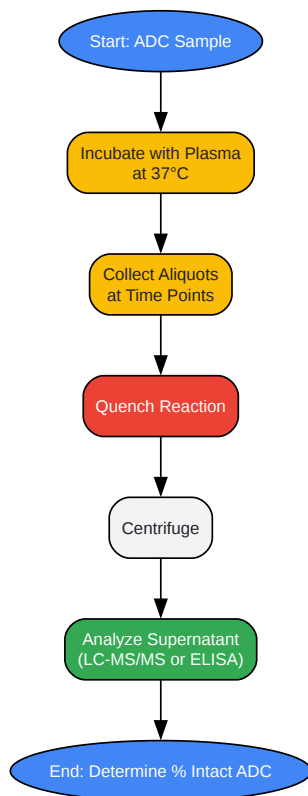 Start: ADC Sample
Incubate with Plasma
at 37°C
Collect Aliquots
at Time Points
Quench Reaction
Centrifuge
Analyze Supernatant
(LC-MS/MS or ELISA)
End: Determine % Intact ADC